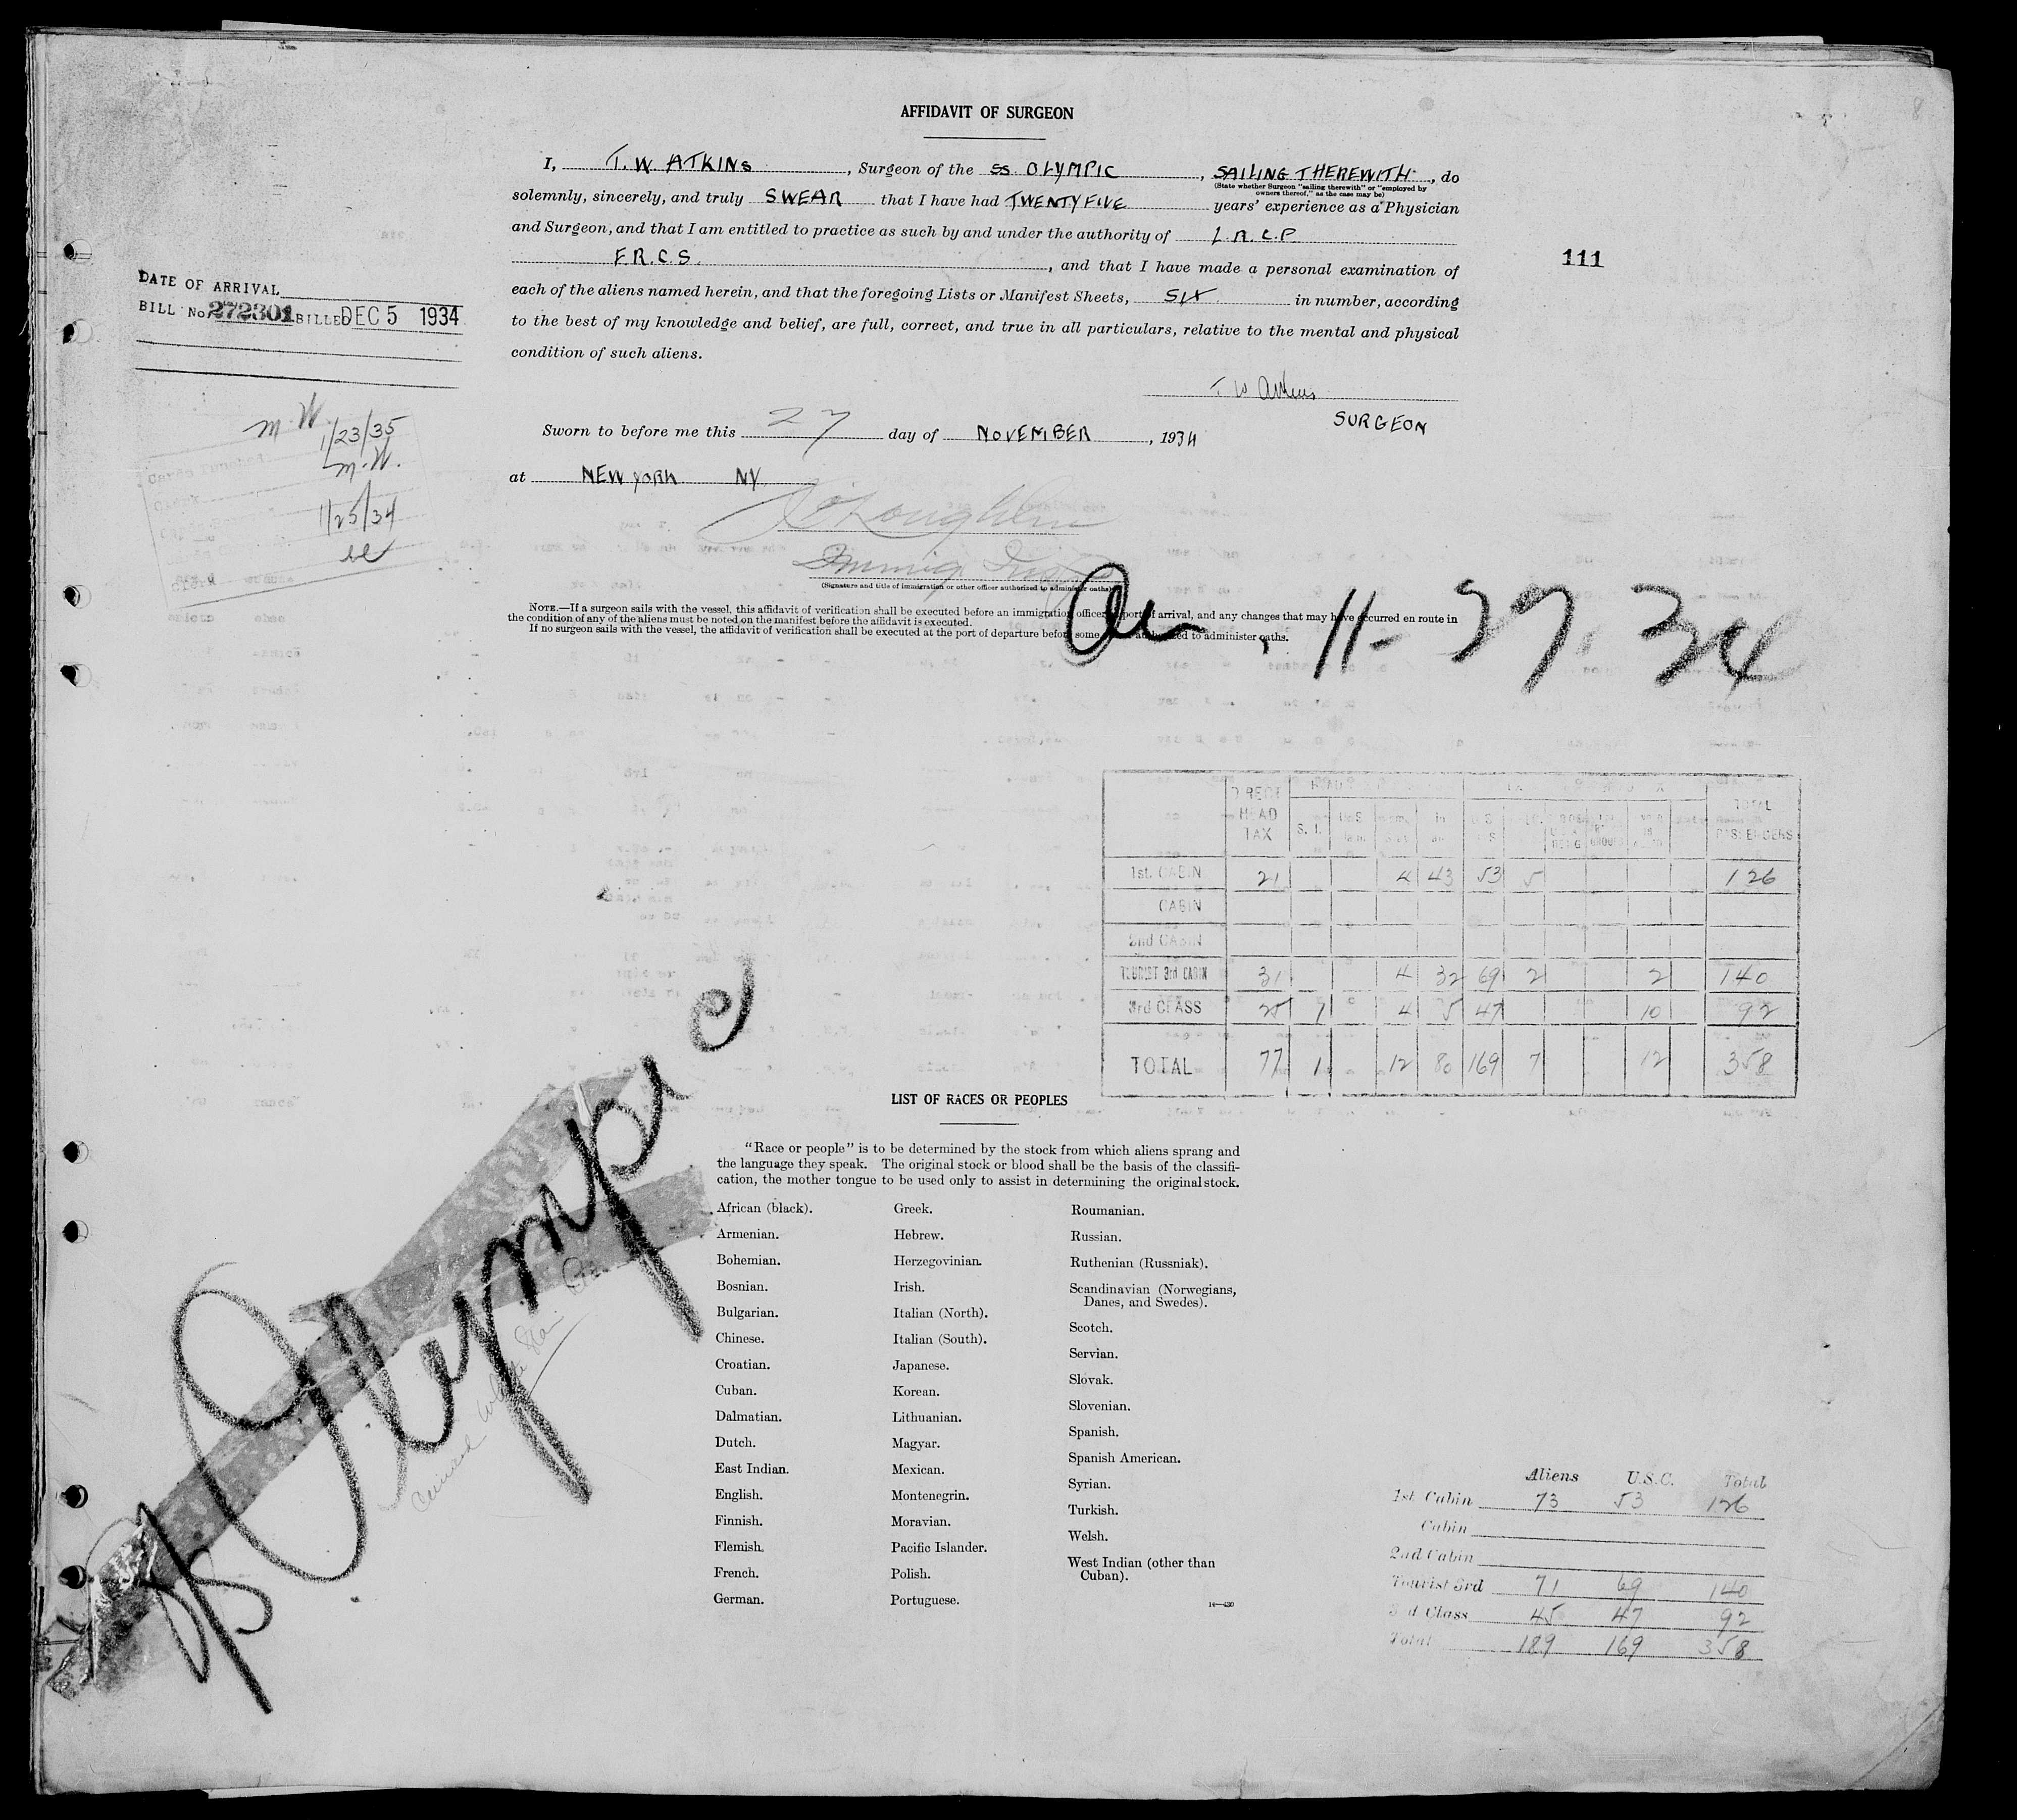 AFFIDAVIT OF SURGEON
I, T. W ATKINS, Surgeon of the SS. OLYMPIC, SAILING THEREWITH, do
(State whether Surgeon "sailing therewith" or "employed by
owners thereof," as the case may be)
solemnly, sincerely, and truly SWEAR that I have had TWENTY FIVE years' experience as a Physician
and Surgeon, and that I am entitled to practice as such by and under the authority of L.R.C.P.
F.R.C.S., and that I have made a personal examination of
each of the aliens named herein, and that the foregoing Lists or Manifest Sheets, SIX in number, according
to the best of my knowledge and belief, are full, correct, and true in all particulars, relative to the mental and physical
condition of such aliens.
T W Atkins
SURGEON
Sworn to before me this 27 day of NOVEMBER, 1934
at NEW YORK NY
(Signature and title of immigration or other officer authorized to administer oaths)
NOTE.—If a surgeon sails with the vessel, this affidavit of verification shall be executed before an immigration officer port of arrival, and any changes that may have occurred en route in
the condition of any of the aliens must be noted on the manifest before the affidavit is executed.
If no surgeon sails with the vessel, the affidavit of verification shall be executed at the port of departure before some to administer oaths.
111
DATE OF ARRIVAL
BILL No. 272301 BILLED DEC 5 1934
M.W.
1/23/35
M.W.
1/25/34
11-27-34
DIRECT HEAD TAX
S. I.
TOTAL PASSENGERS
1st. CABIN 21 4 43 53 5 126
CABIN
2nd CABIN
TOURIST 3rd CABIN 31 4 32 69 2 2 140
3rd CLASS 25 1 4 5 47 10 92
TOTAL 77 1 12 80 169 7 12 358
SS Olympic
Cunard White Star
LIST OF RACES OR PEOPLES
"Race or people" is to be determined by the stock from which aliens sprang and
the language they speak. The original stock or blood shall be the basis of the classifi-
cation, the mother tongue to be used only to assist in determining the original stock.
African (black).
Armenian.
Bohemian.
Bosnian.
Bulgarian.
Chinese.
Croatian.
Cuban.
Dalmatian.
Dutch.
East Indian.
English.
Finnish.
Flemish.
French.
German.
Greek.
Hebrew.
Herzegovinian.
Irish.
Italian (North).
Italian (South).
Japanese.
Korean.
Lithuanian.
Magyar.
Mexican.
Montenegrin.
Moravian.
Pacific Islander.
Polish.
Portuguese.
Roumanian.
Russian.
Ruthenian (Russniak).
Scandinavian (Norwegians,
Danes, and Swedes).
Scotch.
Servian.
Slovak.
Slovenian.
Spanish.
Spanish American.
Syrian.
Turkish.
Welsh.
West Indian (other than
Cuban).
Aliens U.S.C. Total
1st Cabin 73 53 126
Cabin
2nd Cabin
Tourist 3rd 71 69 140
3rd Class 45 47 92
Total 189 169 358